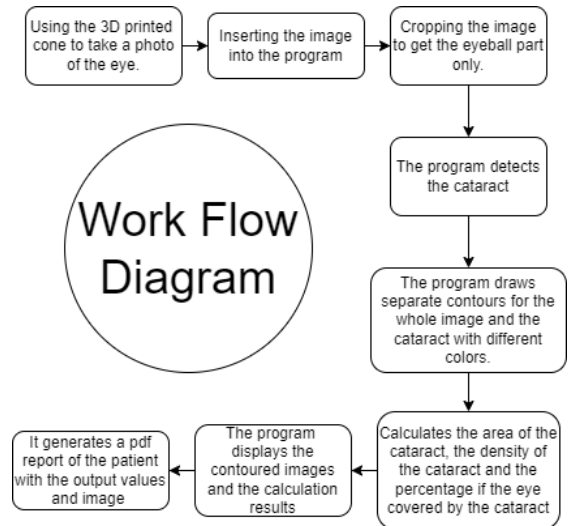 Using the 3D printed
cone to take a photo
of the eye.
Inserting the image
into the program
Cropping the image
to get the eyeball part
only.
The program detects
the cataract
Work Flow
Diagram
The program draws
separate contours for the
whole image and the
cataract with different
colors.
Calculates the area of the
cataract, the density of
the cataract and the
percentage if the eye
covered by the cataract
The program
displays the
contoured images
and the calculation
results
It generates a pdf
report of the patient
with the output values
and image